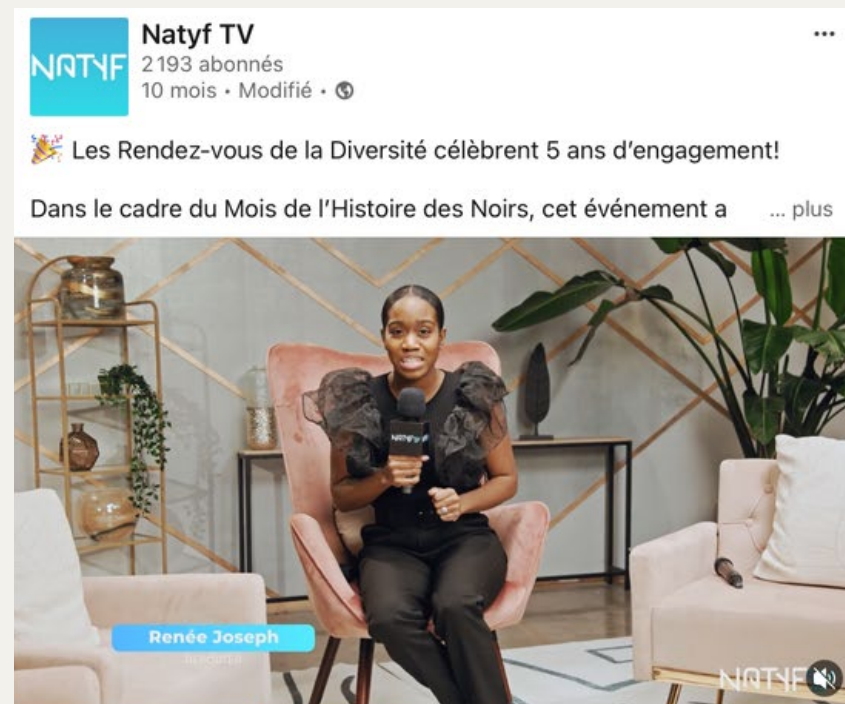 NATYF
Natyf TV
2 193 abonnés
10 mois • Modifié •
🎉 Les Rendez-vous de la Diversité célèbrent 5 ans d’engagement!
Dans le cadre du Mois de l’Histoire des Noirs, cet événement a ... plus
NATYF
Renée Joseph
REPORTER
NATYF